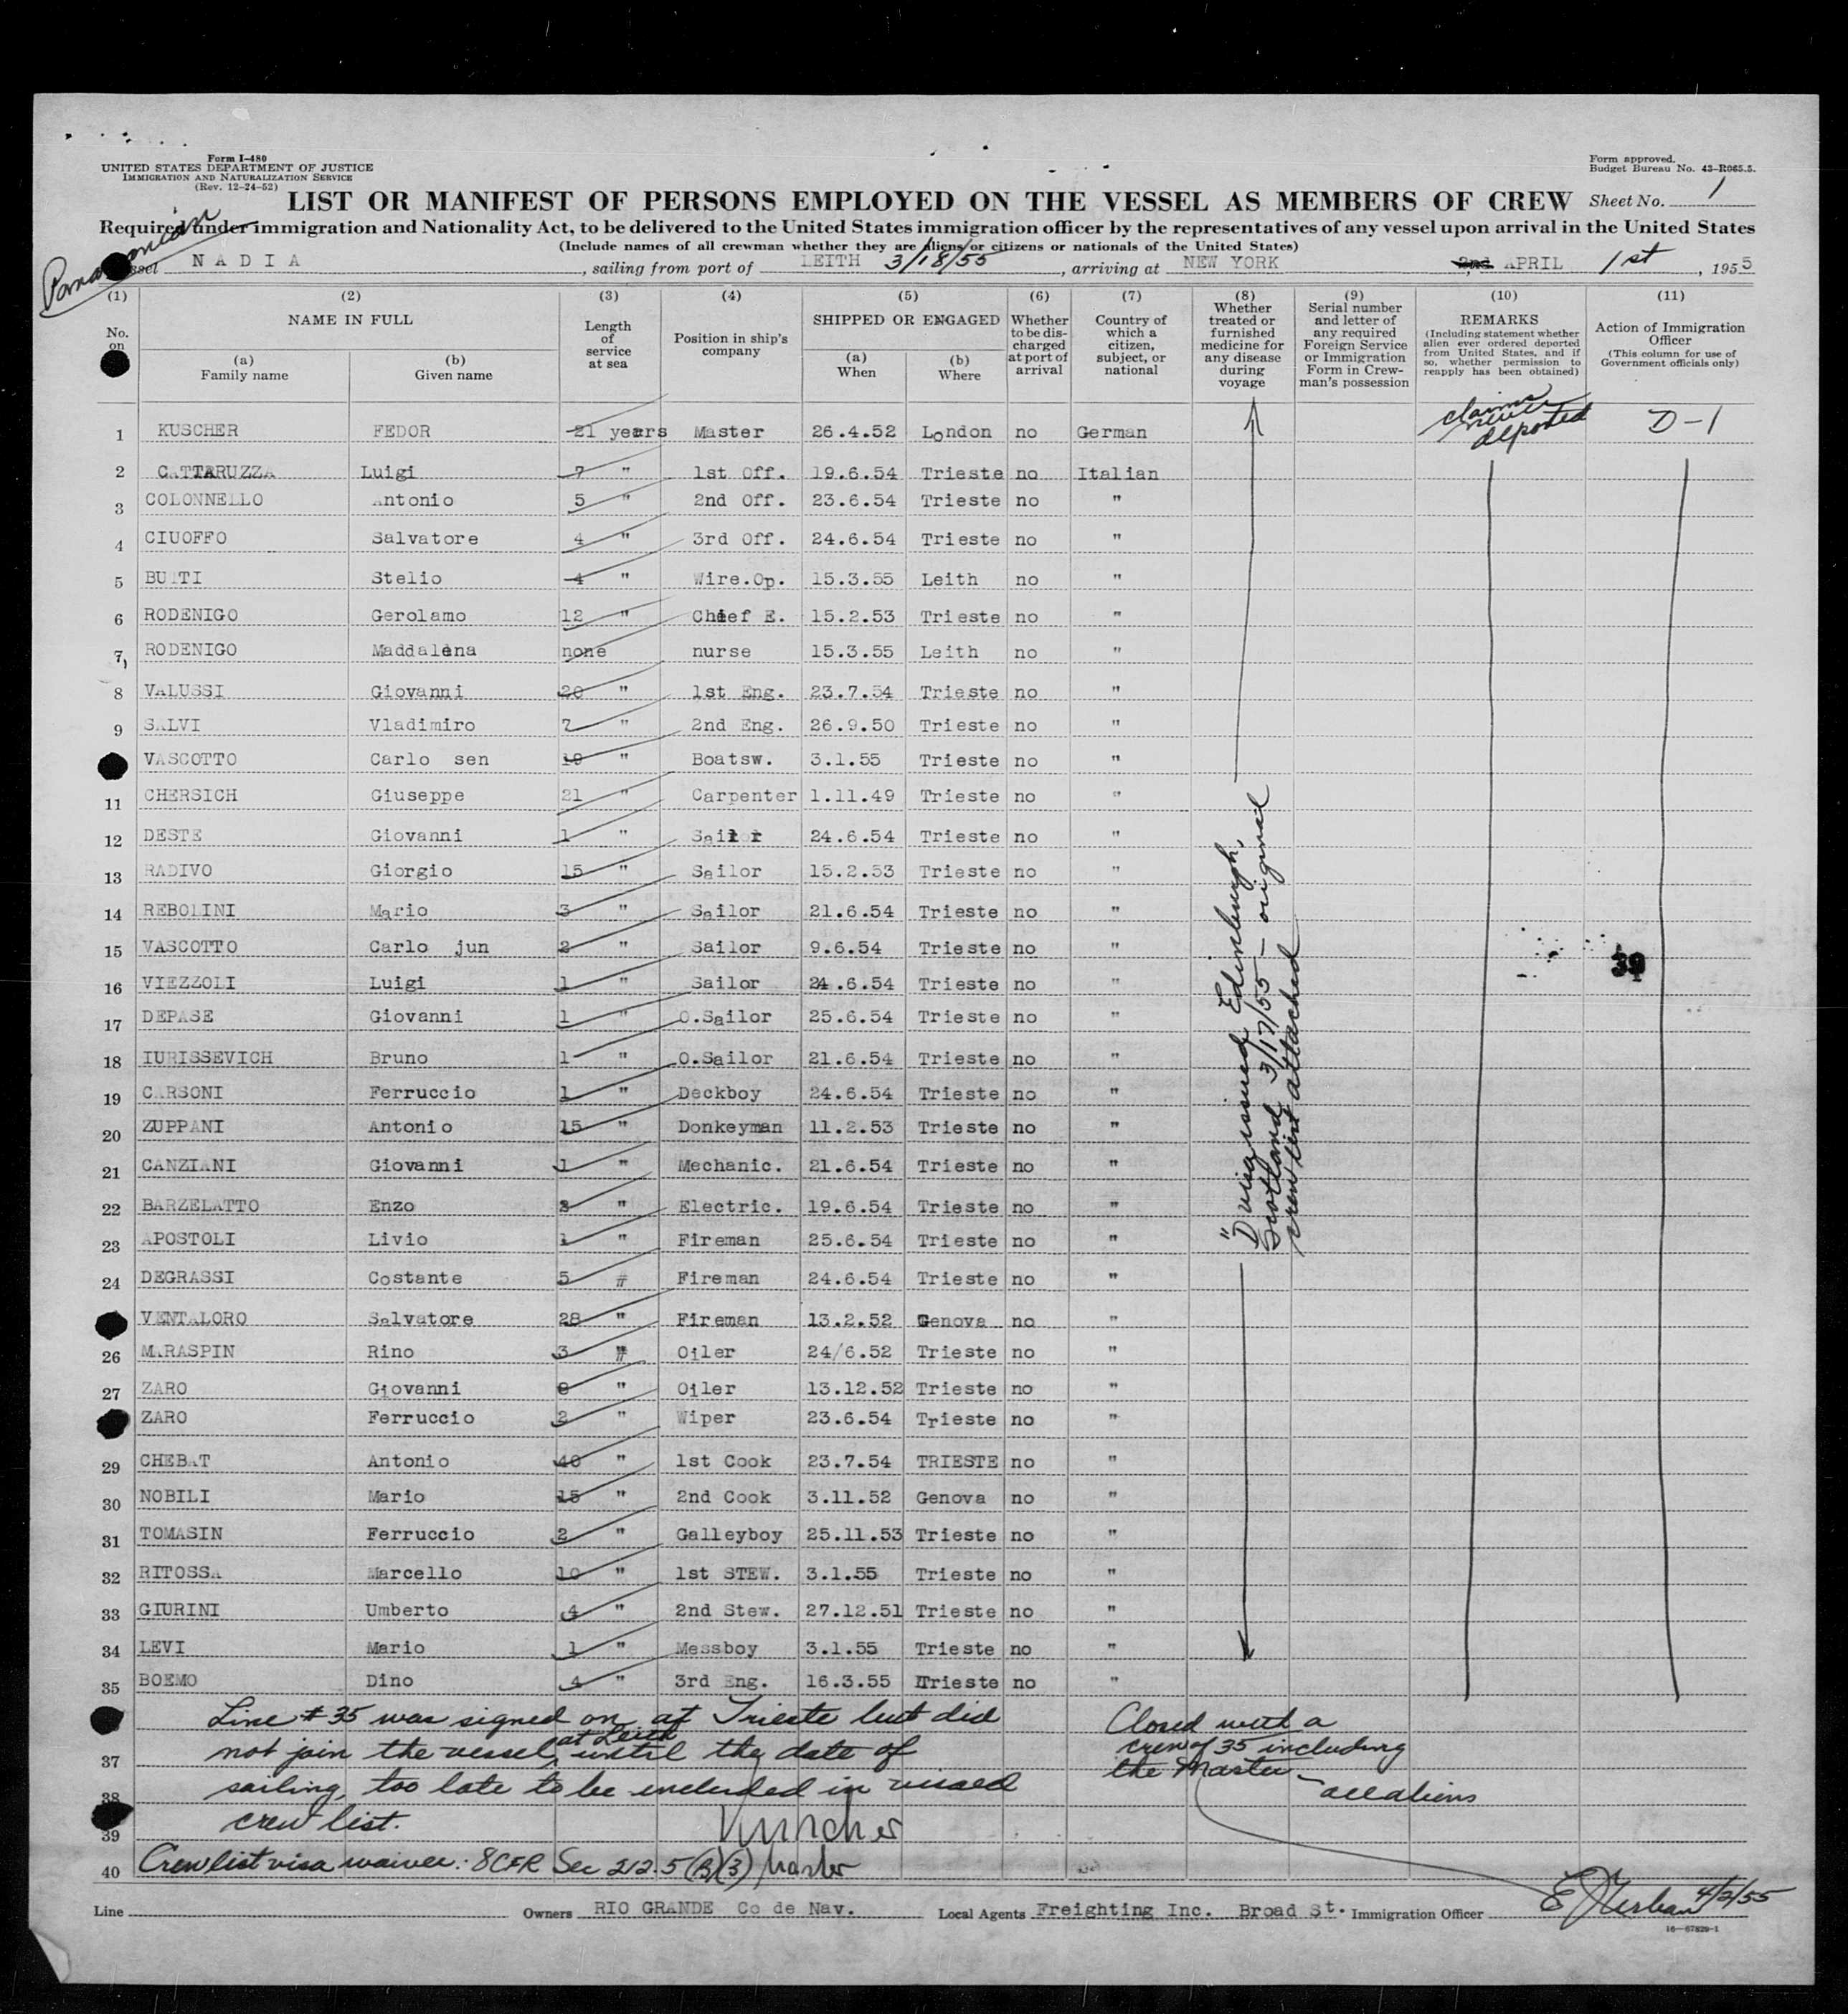 Form I-480
UNITED STATES DEPARTMENT OF JUSTICE
IMMIGRATION AND NATURALIZATION SERVICE
(Rev. 12-24-52)
Form approved.
Budget Bureau No. 43-R065.5.
LIST OR MANIFEST OF PERSONS EMPLOYED ON THE VESSEL AS MEMBERS OF CREW Sheet No. 1
Required under immigration and Nationality Act, to be delivered to the United States immigration officer by the representatives of any vessel upon arrival in the United States
(Include names of all crewman whether they are aliens or citizens or nationals of the United States)
Panamanian
NADIA, sailing from port of LEITH 3/18/55, arriving at NEW YORK 2nd APRIL 1st, 1955
(1) (2) (3) (4) (5) (6) (7) (8) (9) (10) (11)
No. on
NAME IN FULL
(a) Family name
(b) Given name
Length of service at sea
Position in ship's company
SHIPPED OR ENGAGED
(a) When
(b) Where
Whether to be discharged at port of arrival
Country of which a citizen, subject, or national
Whether treated or furnished medicine for any disease during voyage
Serial number and letter of any required Foreign Service or Immigration Form in Crewman's possession
REMARKS
(Including statement whether alien ever ordered deported from United States, and if so, whether permission to reapply has been obtained)
Action of Immigration Officer
(This column for use of Government officials only)
1 KUSCHER FEDOR 21 years Master 26.4.52 London no German claims never deported D-1
2 CATTARUZZA Luigi 7 " 1st Off. 19.6.54 Trieste no Italian
3 COLONNELLO Antonio 5 " 2nd Off. 23.6.54 Trieste no "
4 CIUOFFO Salvatore 4 " 3rd Off. 24.6.54 Trieste no "
5 Stelio 4 " Wire.Op. 15.3.55 Leith no "
6 RODENIGO Gerolamo 12 " Chief E. 15.2.53 Trieste no "
7 RODENIGO Maddalena none nurse 15.3.55 Leith no "
8 VALUSSI Giovanni 20 " 1st Eng. 23.7.54 Trieste no "
9 SALVI Vladimiro 7 " 2nd Eng. 26.9.50 Trieste no "
VASCOTTO Carlo sen 19 " Boatsw. 3.1.55 Trieste no "
11 CHERSICH Giuseppe 21 " Carpenter 1.11.49 Trieste no "
12 DESTE Giovanni 1 " Sailor 24.6.54 Trieste no "
13 RADIVO Giorgio 15 " Sailor 15.2.53 Trieste no "
14 REBOLINI Mario 3 " Sailor 21.6.54 Trieste no "
15 VASCOTTO Carlo jun 2 " Sailor 9.6.54 Trieste no "
39
16 VIEZZOLI Luigi 1 " Sailor 24.6.54 Trieste no "
17 DEPASE Giovanni 1 " O.Sailor 25.6.54 Trieste no "
18 IURISSEVICH Bruno 1 " O.Sailor 21.6.54 Trieste no "
19 CARSONI Ferruccio 1 " Deckboy 24.6.54 Trieste no "
20 ZUPPANI Antonio 15 " Donkeyman 11.2.53 Trieste no "
21 CANZIANI Giovanni 1 " Mechanic. 21.6.54 Trieste no "
22 BARZELATTO Enzo " Electric. 19.6.54 Trieste no "
23 APOSTOLI Livio 1 " Fireman 25.6.54 Trieste no "
24 DEGRASSI Costante 5 " Fireman 24.6.54 Trieste no "
VENTALORO Salvatore 28 " Fireman 13.2.52 Genova no "
26 MARASPIN Rino 3 " Oiler 24/6.52 Trieste no "
27 ZARO Giovanni 8 " Oiler 13.12.52 Trieste no "
ZARO Ferruccio 2 " Wiper 23.6.54 Trieste no "
29 CHEBAT Antonio 40 " 1st Cook 23.7.54 TRIESTE no "
30 NOBILI Mario 15 " 2nd Cook 3.11.52 Genova no "
31 TOMASIN Ferruccio 2 " Galleyboy 25.11.53 Trieste no "
32 RITOSSA Marcello 10 " 1st STEW. 3.1.55 Trieste no "
33 GIURINI Umberto 4 " 2nd Stew. 27.12.51 Trieste no "
34 LEVI Mario 1 " Messboy 3.1.55 Trieste no "
35 BOEMO Dino 4 " 3rd Eng. 16.3.55 Trieste no "
"D" visa issued Edinburgh,
Scotland 3/17/55 - original
crew list attached
Line #35 was signed on at Trieste but did
not join the vessel at Leith until the date of
37
sailing, too late to be included in visaed
38
crew list.
39
Kuscher
40 Crew list visa waiver: 8 CFR Sec 212.5 (B)(3) Master
Closed with a
crew of 35 including
the Master -
all aliens
Line Owners RIO GRANDE Co de Nav. Local Agents Freighting Inc. Broad St. Immigration Officer 4/2/55
16-67829-1